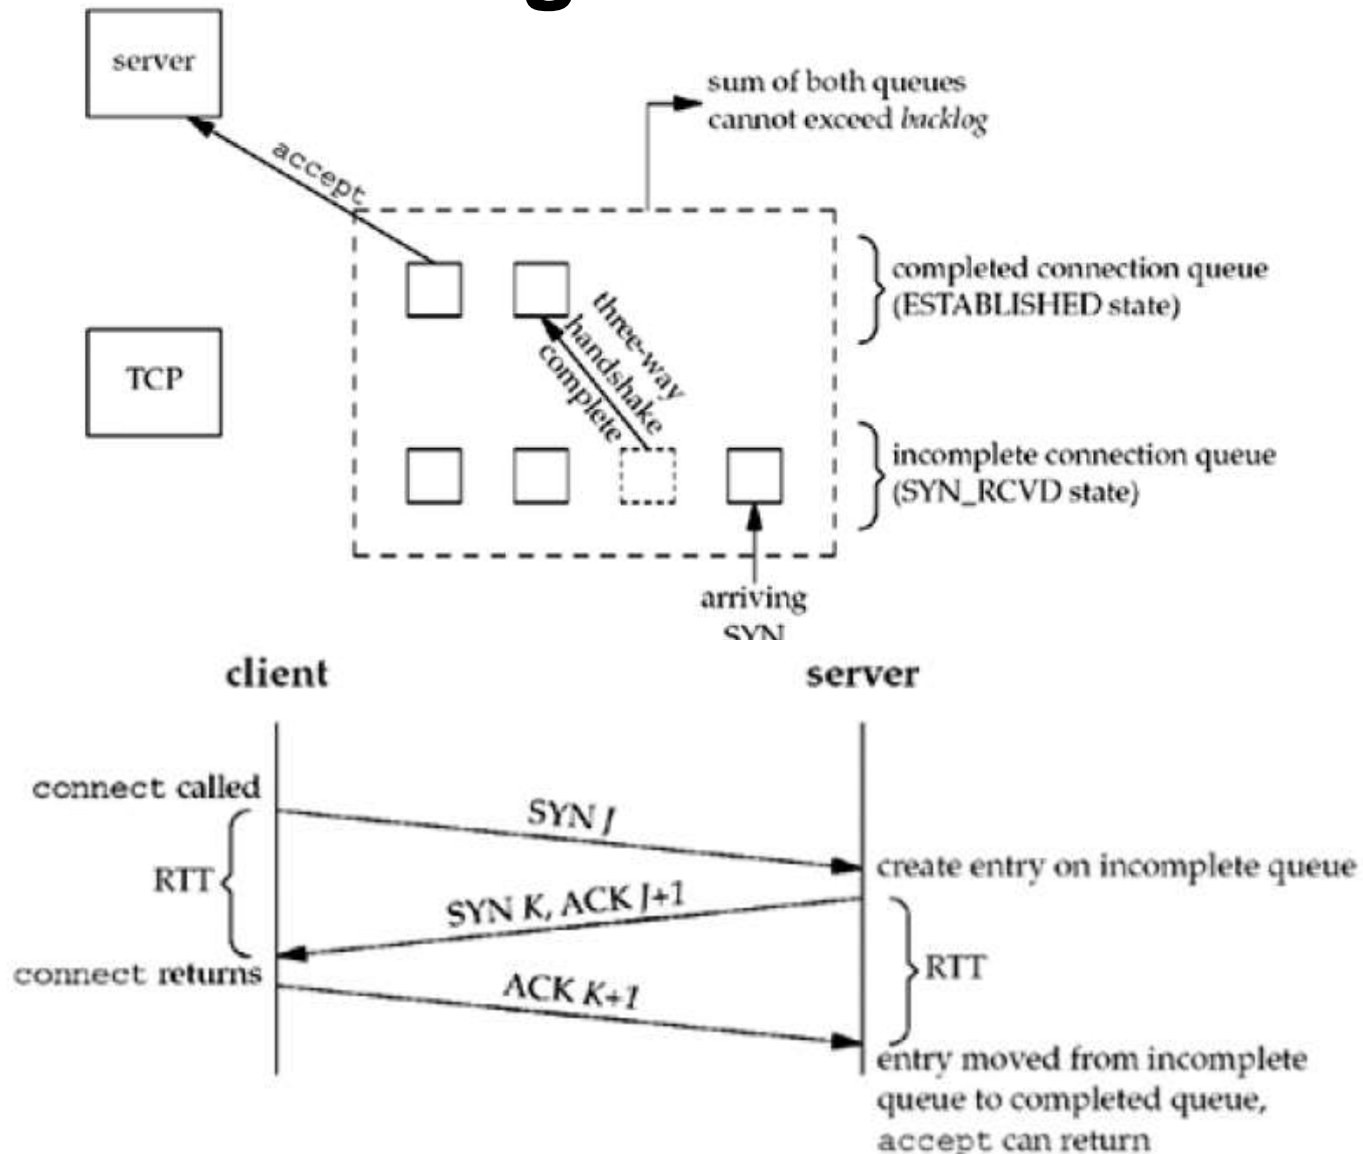 server
sum of both queues
cannot exceed backlog
accept
completed connection queue
(ESTABLISHED state)
three-way
handshake
complete
TCP
incomplete connection queue
(SYN_RCVD state)
arriving
SYN
client
server
connect called
SYN J
RTT
create entry on incomplete queue
SYN K, ACK J+1
connect returns
RTT
ACK K+1
entry moved from incomplete
queue to completed queue,
accept can return